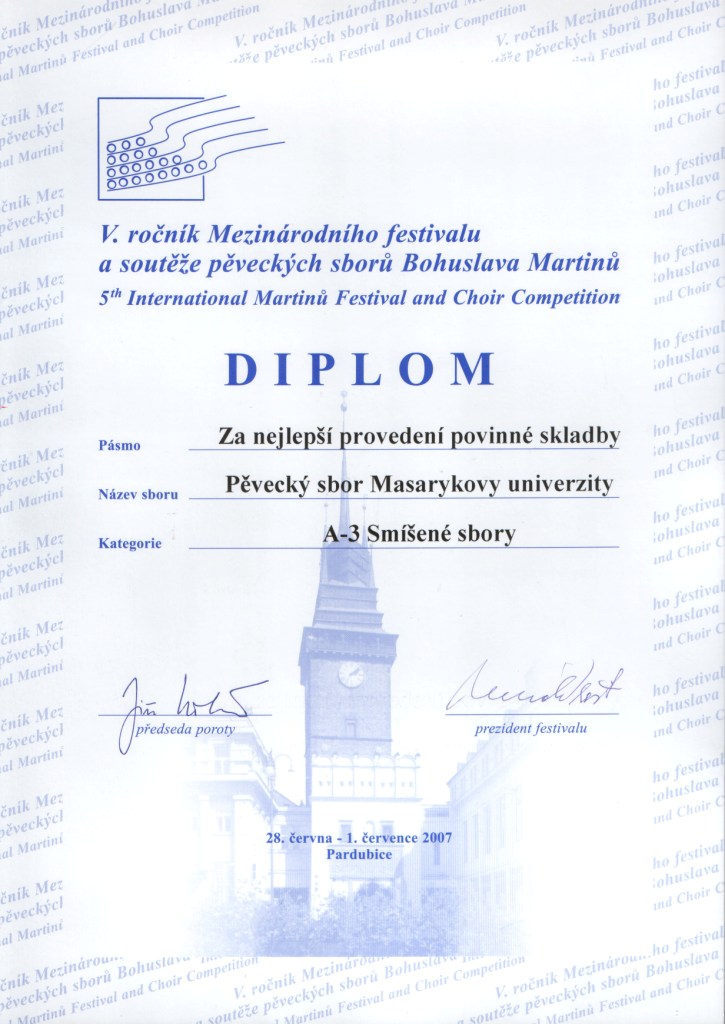 V. ročník Mezinárodního festivalu
a soutěže pěveckých sborů Bohuslava Martinů
5th International Martinů Festival and Choir Competition
DIPLOM
Pásmo Za nejlepší provedení povinné skladby
Název sboru Pěvecký sbor Masarykovy univerzity
Kategorie A-3 Smíšené sbory
předseda poroty
prezident festivalu
28. června - 1. července 2007
Pardubice